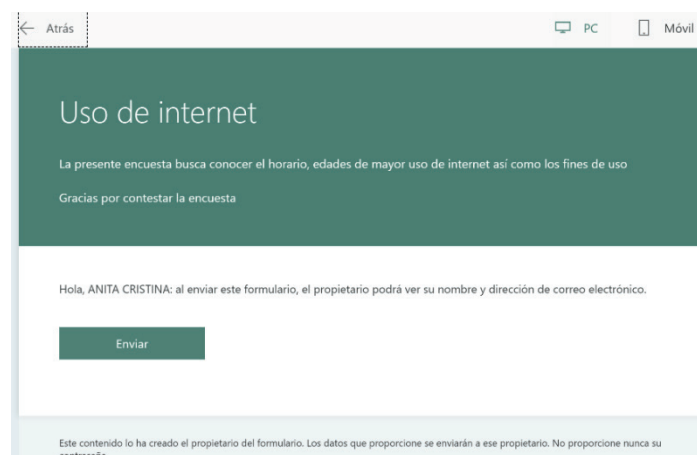 Atrás
PC
Móvil
Uso de internet
La presente encuesta busca conocer el horario, edades de mayor uso de internet así como los fines de uso
Gracias por contestar la encuesta
Hola, ANITA CRISTINA: al enviar este formulario, el propietario podrá ver su nombre y dirección de correo electrónico.
Enviar
Este contenido lo ha creado el propietario del formulario. Los datos que proporcione se enviarán a ese propietario. No proporcione nunca su